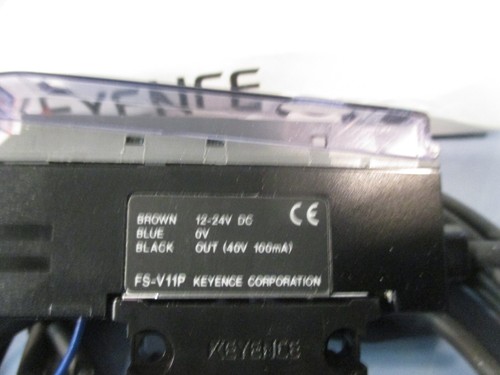 KEYENCE
BROWN 12-24V DC CE
BLUE 0V
BLACK OUT (40V 100mA)
FS-V11P KEYENCE CORPORATION
KEYENCE